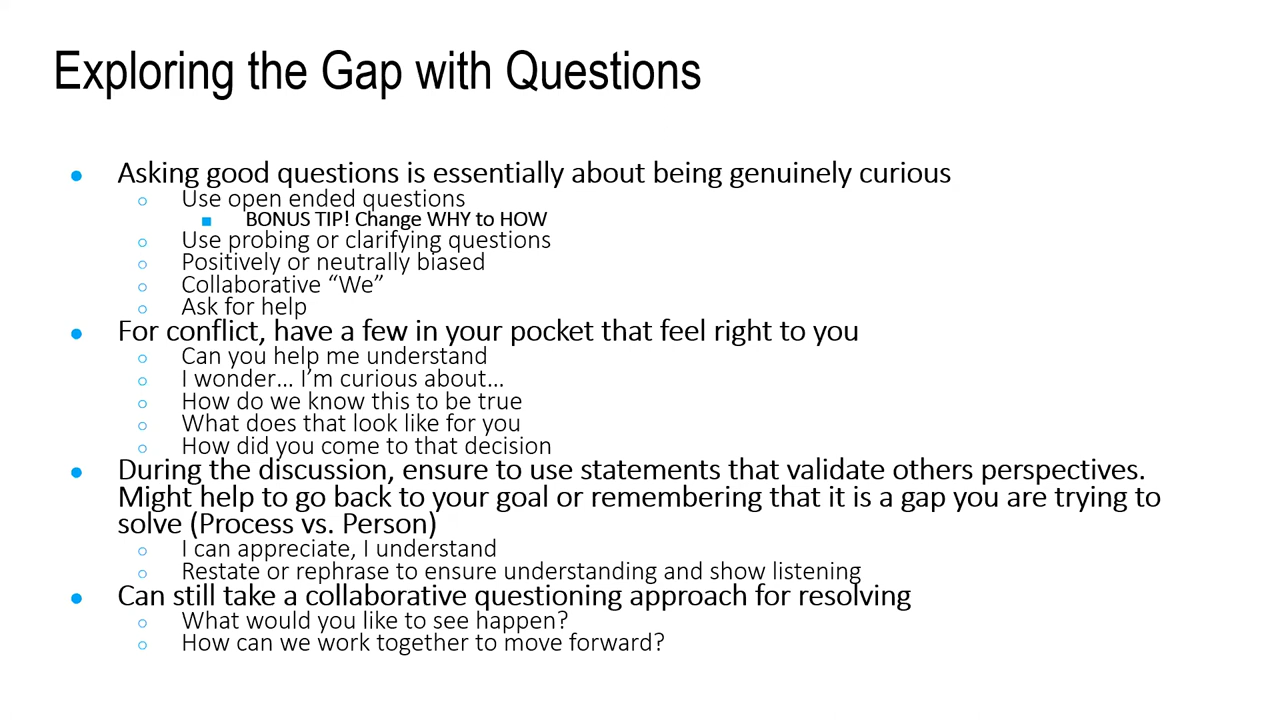 Exploring the Gap with Questions
Asking good questions is essentially about being genuinely curious
Use open ended questions
BONUS TIP! Change WHY to HOW
Use probing or clarifying questions
Positively or neutrally biased
Collaborative “We”
Ask for help
For conflict, have a few in your pocket that feel right to you
Can you help me understand
I wonder… I’m curious about…
How do we know this to be true
What does that look like for you
How did you come to that decision
During the discussion, ensure to use statements that validate others perspectives.
Might help to go back to your goal or remembering that it is a gap you are trying to
solve (Process vs. Person)
I can appreciate, I understand
Restate or rephrase to ensure understanding and show listening
Can still take a collaborative questioning approach for resolving
What would you like to see happen?
How can we work together to move forward?